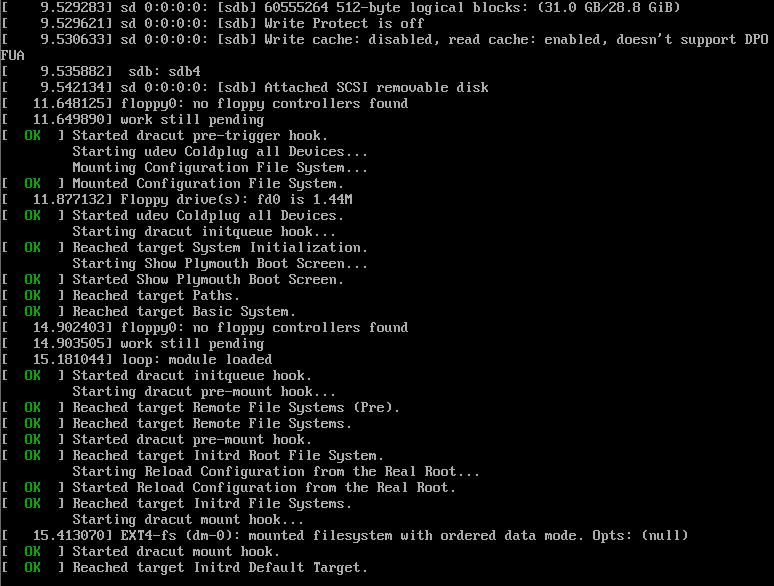 [    9.529283] sd 0:0:0:0: [sdb] 60555264 512-byte logical blocks: (31.0 GB/28.8 GiB)
[    9.529621] sd 0:0:0:0: [sdb] Write Protect is off
[    9.530633] sd 0:0:0:0: [sdb] Write cache: disabled, read cache: enabled, doesn't support DPO
FUA
[    9.535882]  sdb: sdb4
[    9.542134] sd 0:0:0:0: [sdb] Attached SCSI removable disk
[   11.648125] floppy0: no floppy controllers found
[   11.649890] work still pending
[  OK  ] Started dracut pre-trigger hook.
         Starting udev Coldplug all Devices...
         Mounting Configuration File System...
[  OK  ] Mounted Configuration File System.
[   11.877132] Floppy drive(s): fd0 is 1.44M
[  OK  ] Started udev Coldplug all Devices.
         Starting dracut initqueue hook...
[  OK  ] Reached target System Initialization.
         Starting Show Plymouth Boot Screen...
[  OK  ] Started Show Plymouth Boot Screen.
[  OK  ] Reached target Paths.
[  OK  ] Reached target Basic System.
[   14.902403] floppy0: no floppy controllers found
[   14.903505] work still pending
[   15.181044] loop: module loaded
[  OK  ] Started dracut initqueue hook.
         Starting dracut pre-mount hook...
[  OK  ] Reached target Remote File Systems (Pre).
[  OK  ] Reached target Remote File Systems.
[  OK  ] Started dracut pre-mount hook.
[  OK  ] Reached target Initrd Root File System.
         Starting Reload Configuration from the Real Root...
[  OK  ] Started Reload Configuration from the Real Root.
[  OK  ] Reached target Initrd File Systems.
         Starting dracut mount hook...
[   15.413070] EXT4-fs (dm-0): mounted filesystem with ordered data mode. Opts: (null)
[  OK  ] Started dracut mount hook.
[  OK  ] Reached target Initrd Default Target.